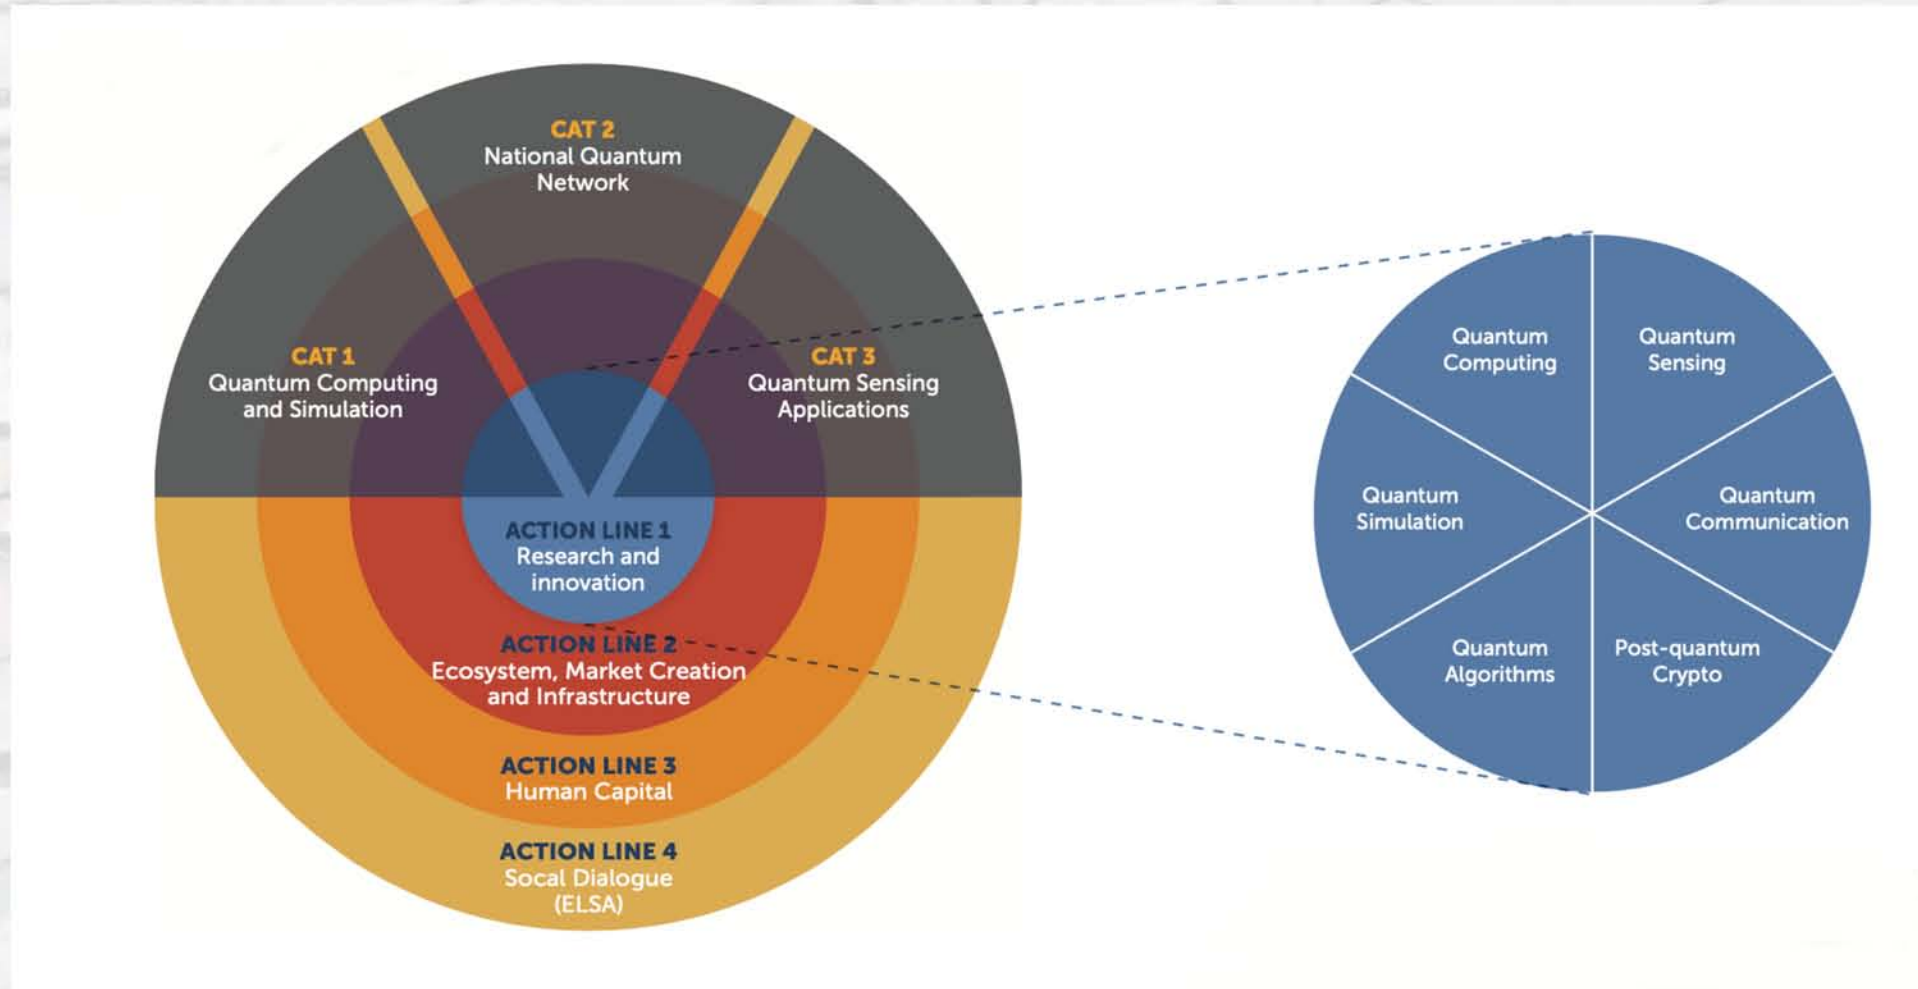 CAT 2
National Quantum
Network
CAT 1
Quantum Computing
and Simulation
CAT 3
Quantum Sensing
Applications
ACTION LINE 1
Research and
innovation
ACTION LINE 2
Ecosystem, Market Creation
and Infrastructure
ACTION LINE 3
Human Capital
ACTION LINE 4
Socal Dialogue
(ELSA)
Quantum
Computing
Quantum
Sensing
Quantum
Simulation
Quantum
Communication
Quantum
Algorithms
Post-quantum
Crypto